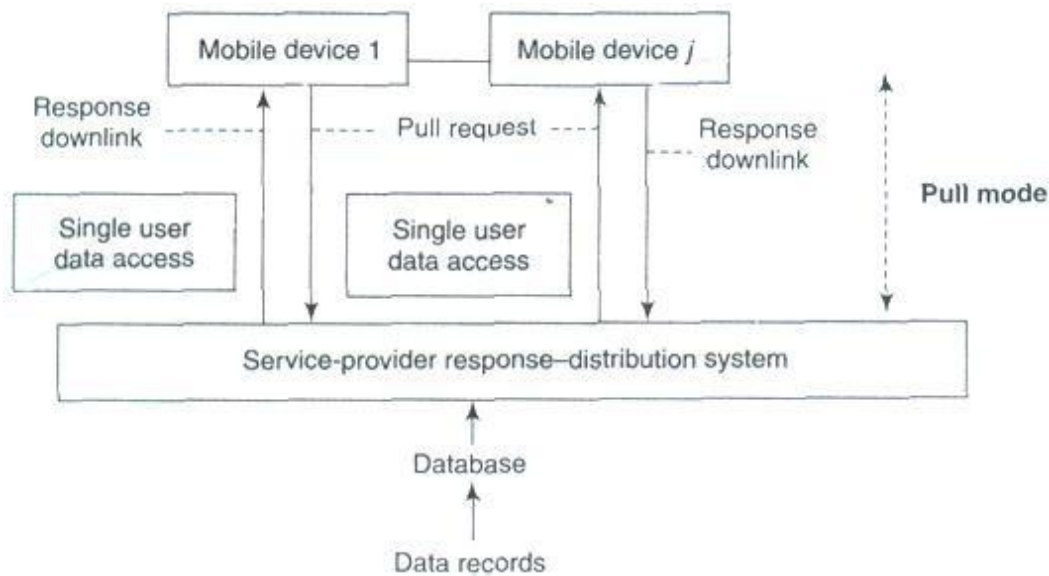 Mobile device 1
Mobile device j
Response
downlink
Pull request
Response
downlink
Pull mode
Single user
data access
Single user
data access
Service-provider response–distribution system
Database
Data records